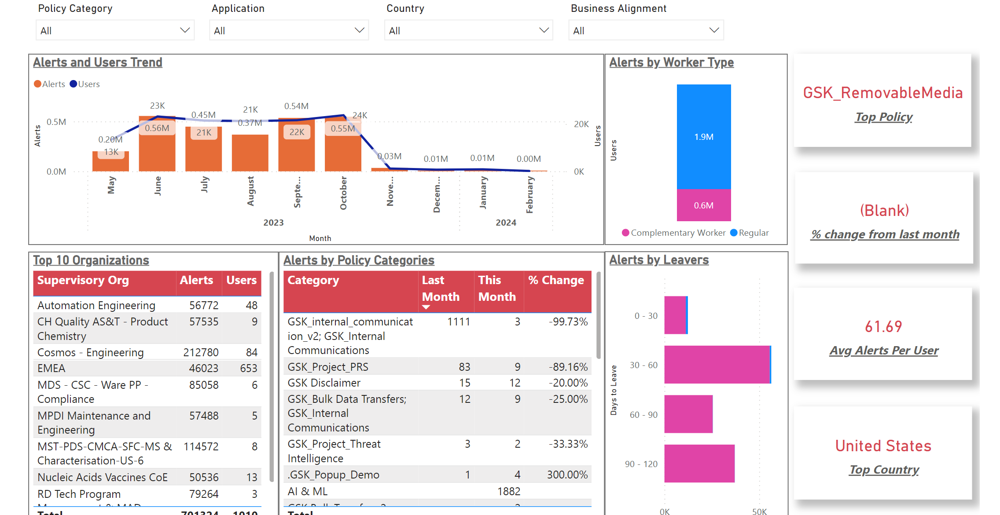 Policy Category
Application
Country
Business Alignment
All
All
All
All
Alerts and Users Trend
Alerts Users
Alerts
Users
0.5M
0.0M
20K
0K
0.20M
13K
23K
0.56M
0.45M
21K
21K
0.37M
0.54M
22K
24K
0.55M
0.03M
0.01M
0.01M
0.00M
May
June
July
August
Septe...
October
Nove...
Decem...
January
February
2023
2024
Month
Alerts by Worker Type
Users
1.9M
0.6M
Complementary Worker Regular
GSK_RemovableMedia
Top Policy
(Blank)
% change from last month
61.69
Avg Alerts Per User
United States
Top Country
Top 10 Organizations
Supervisory Org Alerts Users
Automation Engineering 56772 48
CH Quality AS&T - Product 57535 9
Chemistry
Cosmos - Engineering 212780 84
EMEA 46023 653
MDS - CSC - Ware PP - 85058 6
Compliance
MPDI Maintenance and 57488 5
Engineering
MST-PDS-CMCA-SFC-MS & 114572 8
Characterisation-US-6
Nucleic Acids Vaccines CoE 50536 13
RD Tech Program 79264 3
Total 701324 1010
Alerts by Policy Categories
Category Last This % Change
Month Month
GSK_internal_communicat 1111 3 -99.73%
ion_v2; GSK_Internal
Communications
GSK_Project_PRS 83 9 -89.16%
GSK Disclaimer 15 12 -20.00%
GSK_Bulk Data Transfers; 12 9 -25.00%
GSK_Internal
Communications
GSK_Project_Threat 3 2 -33.33%
Intelligence
.GSK_Popup_Demo 1 4 300.00%
AI & ML 1882
Total
Alerts by Leavers
Days to Leave
0 - 30
30 - 60
60 - 90
90 - 120
0K
50K